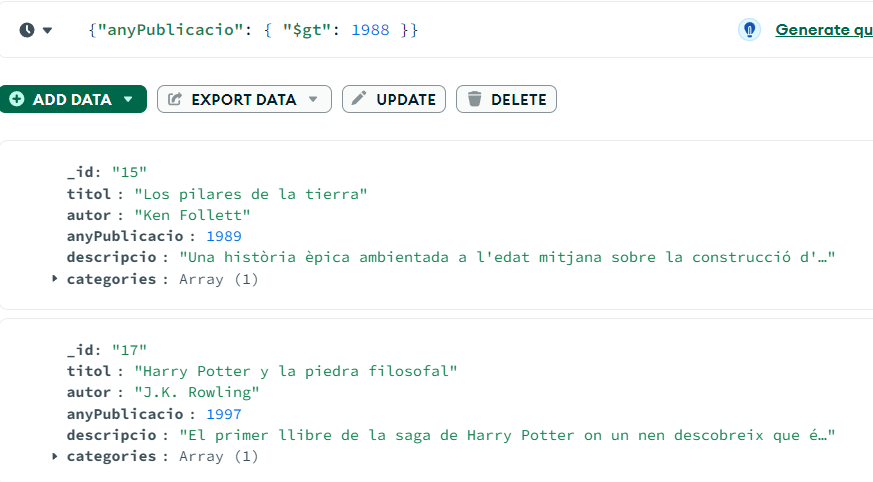 {"anyPublicacio": { "$gt": 1988 }}
Generate qu
ADD DATA
EXPORT DATA
UPDATE
DELETE
_id: "15"
titol : "Los pilares de la tierra"
autor : "Ken Follett"
anyPublicacio : 1989
descripcio : "Una història èpica ambientada a l'edat mitjana sobre la construcció d'…"
categories : Array (1)
_id: "17"
titol : "Harry Potter y la piedra filosofal"
autor : "J.K. Rowling"
anyPublicacio : 1997
descripcio : "El primer llibre de la saga de Harry Potter on un nen descobreix que é…"
categories : Array (1)